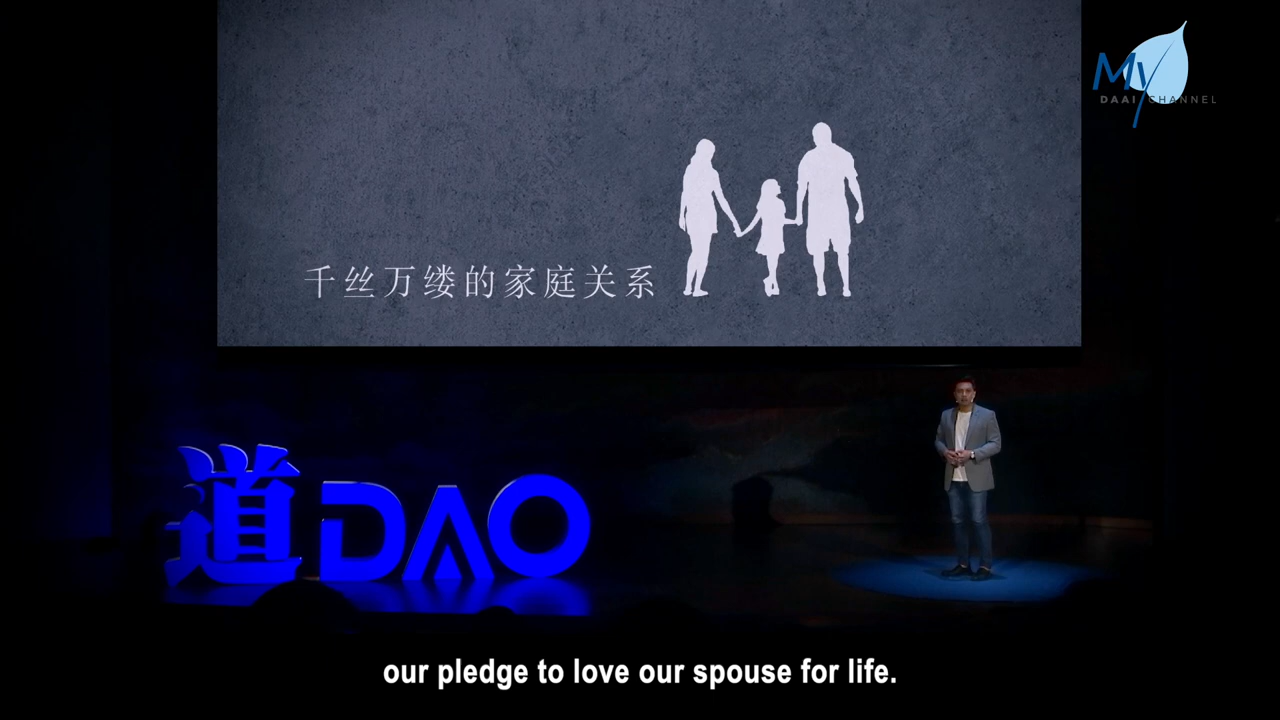 My
DAAI CHANNEL
千丝万缕的家庭关系
道DAO
our pledge to love our spouse for life.